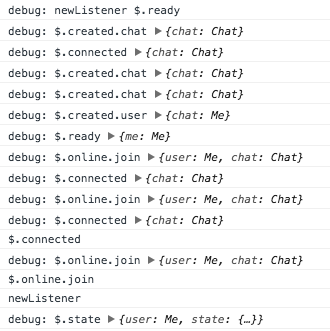 debug: newListener $.ready
debug: $.created.chat ▶{chat: Chat}
debug: $.connected ▶{chat: Chat}
debug: $.created.chat ▶{chat: Chat}
debug: $.created.chat ▶{chat: Chat}
debug: $.created.user ▶{chat: Me}
debug: $.ready ▶{me: Me}
debug: $.online.join ▶{user: Me, chat: Chat}
debug: $.connected ▶{chat: Chat}
debug: $.online.join ▶{user: Me, chat: Chat}
debug: $.connected ▶{chat: Chat}
$.connected
debug: $.online.join ▶{user: Me, chat: Chat}
$.online.join
newListener
debug: $.state ▶{user: Me, state: {…}}